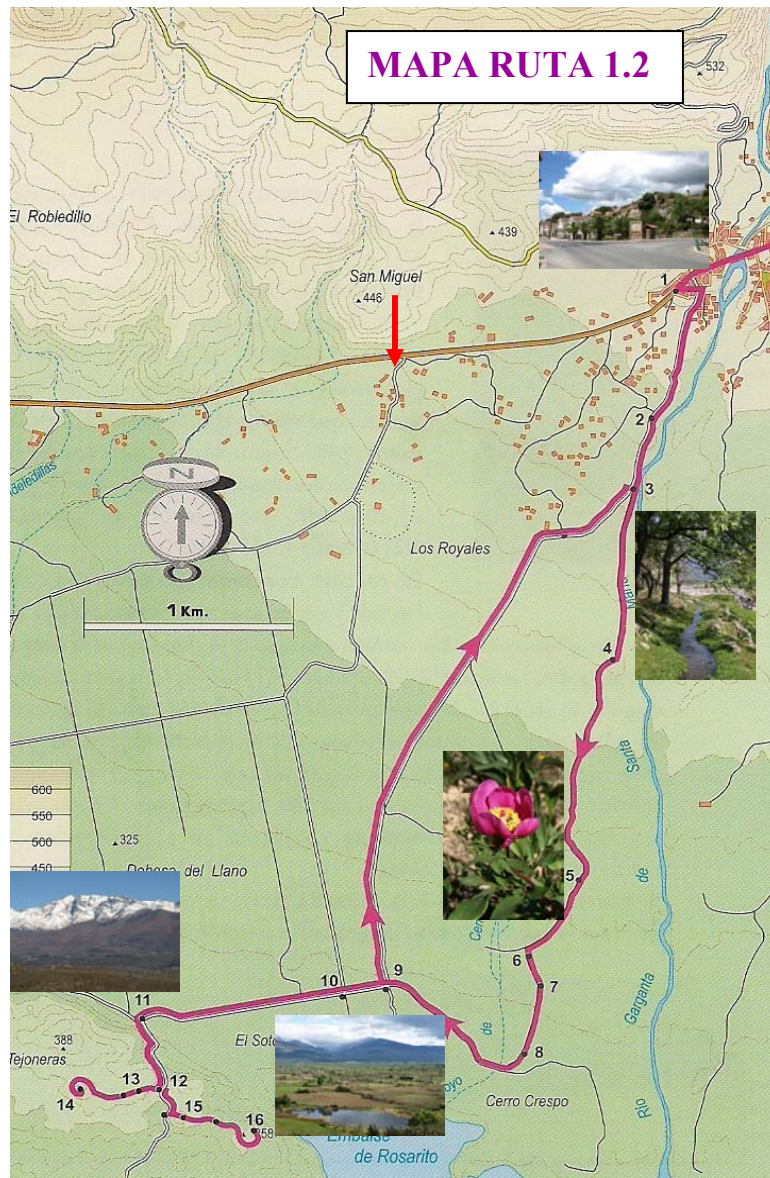 MAPA RUTA 1.2
532
El Robledillo
439
San Miguel
446
1
2
3
N
Los Royales
1 Km.
4
Santa
600
550
500
450
325
Dehesa del Llano
de
5
6
7
9
10
11
Garganta
de
8
388
El Soto
Tejoneras
13
12
14
15
16
Cerro Crespo
Río
Embalse
de Rosarito